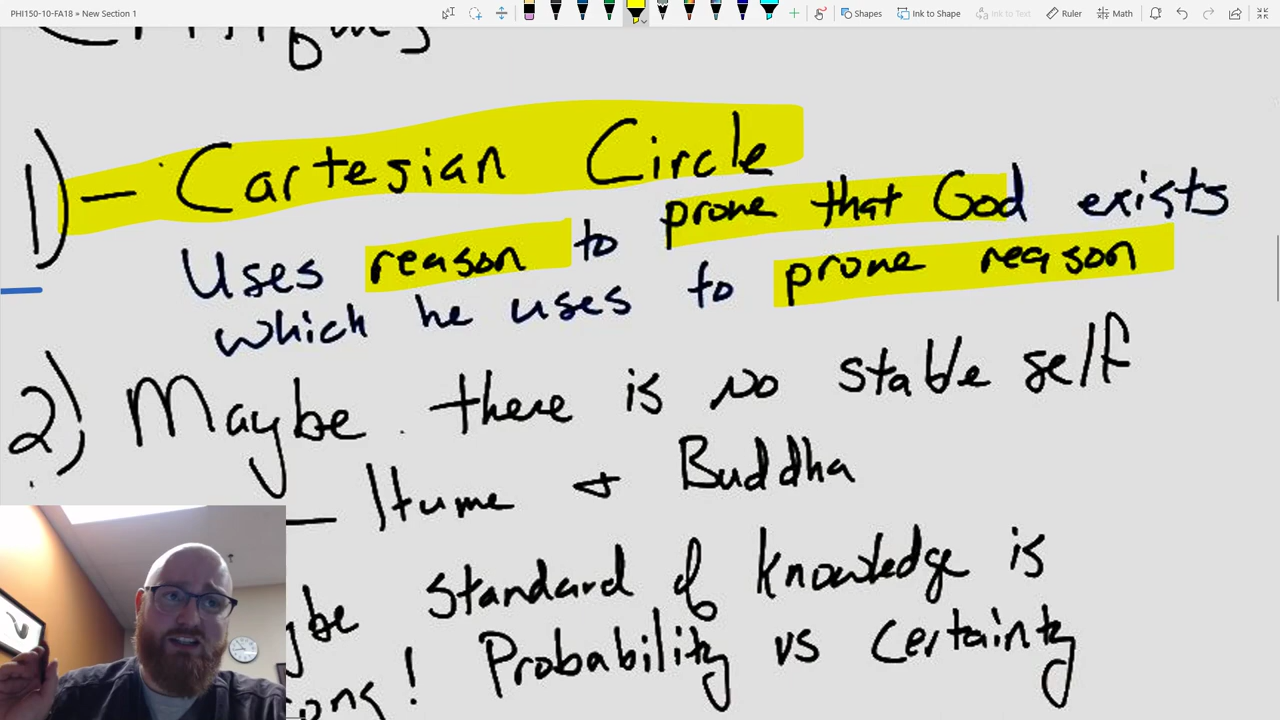 PHI150-10-FA18 » New Section 1
Shapes Ink to Shape Ink to Text Ruler Math
Critiques
1) - Cartesian Circle
Uses reason to prove that God exists
which he uses to prove reason
2) Maybe there is no stable self
- Hume + Buddha
standard of knowledge is
! Probability vs certainty